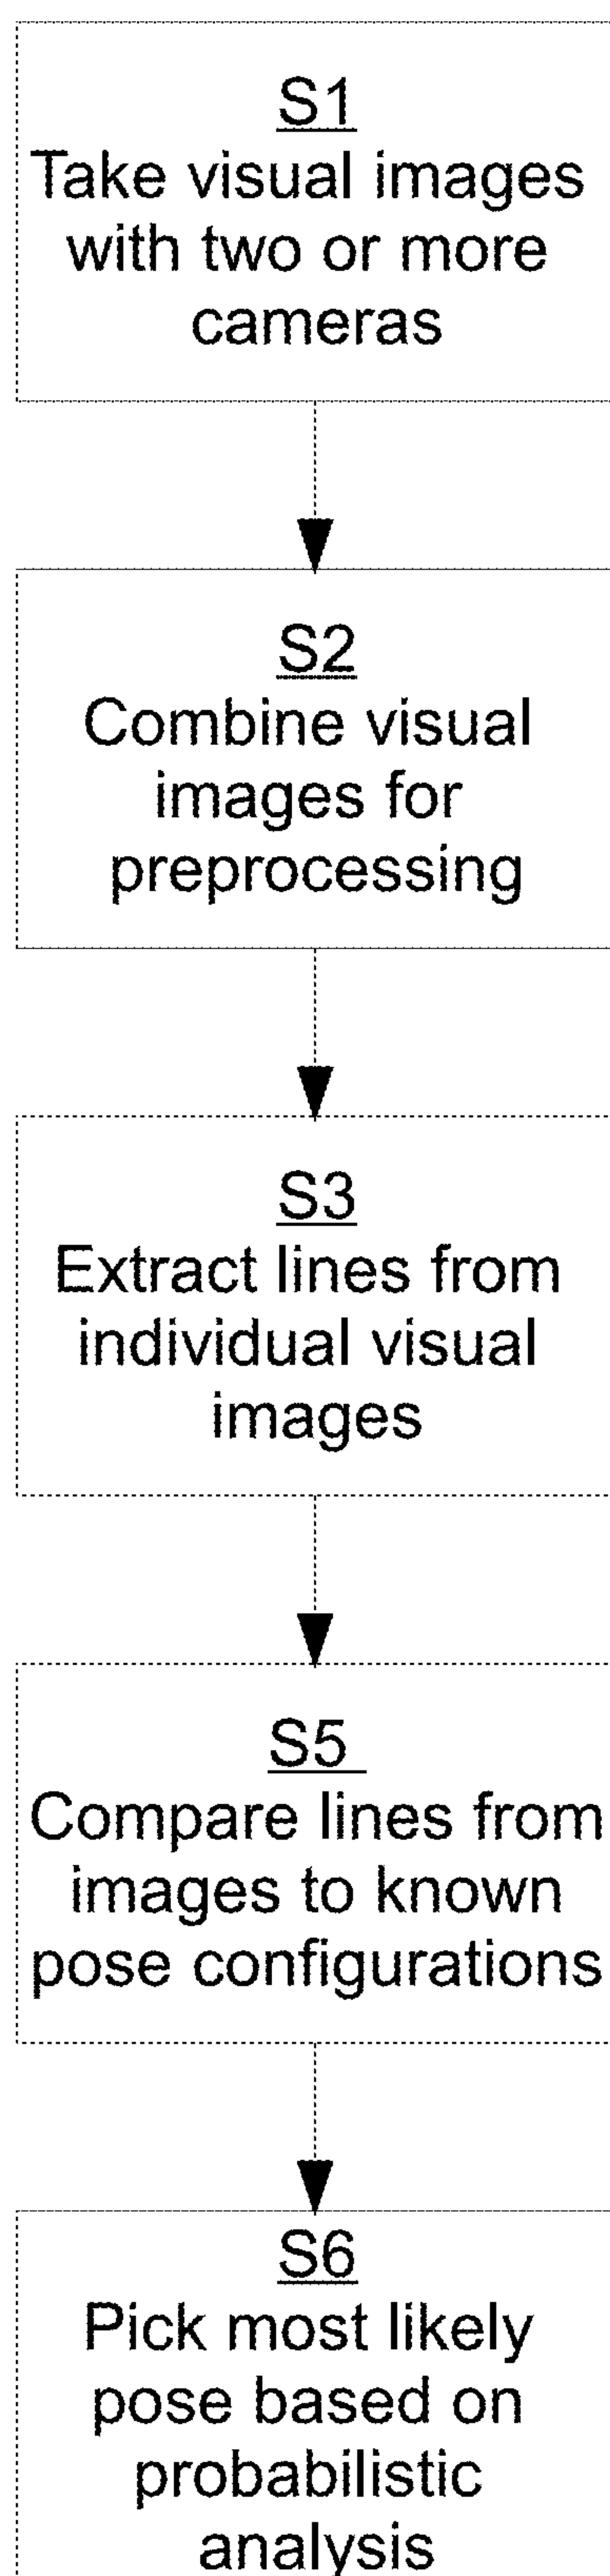 S1
Take visual images
with two or more
cameras
S2
Combine visual
images for
preprocessing
S3
Extract lines from
individual visual
images
S5
Compare lines from
images to known
pose configurations
S6
Pick most likely
pose based on
probabilistic
analysis